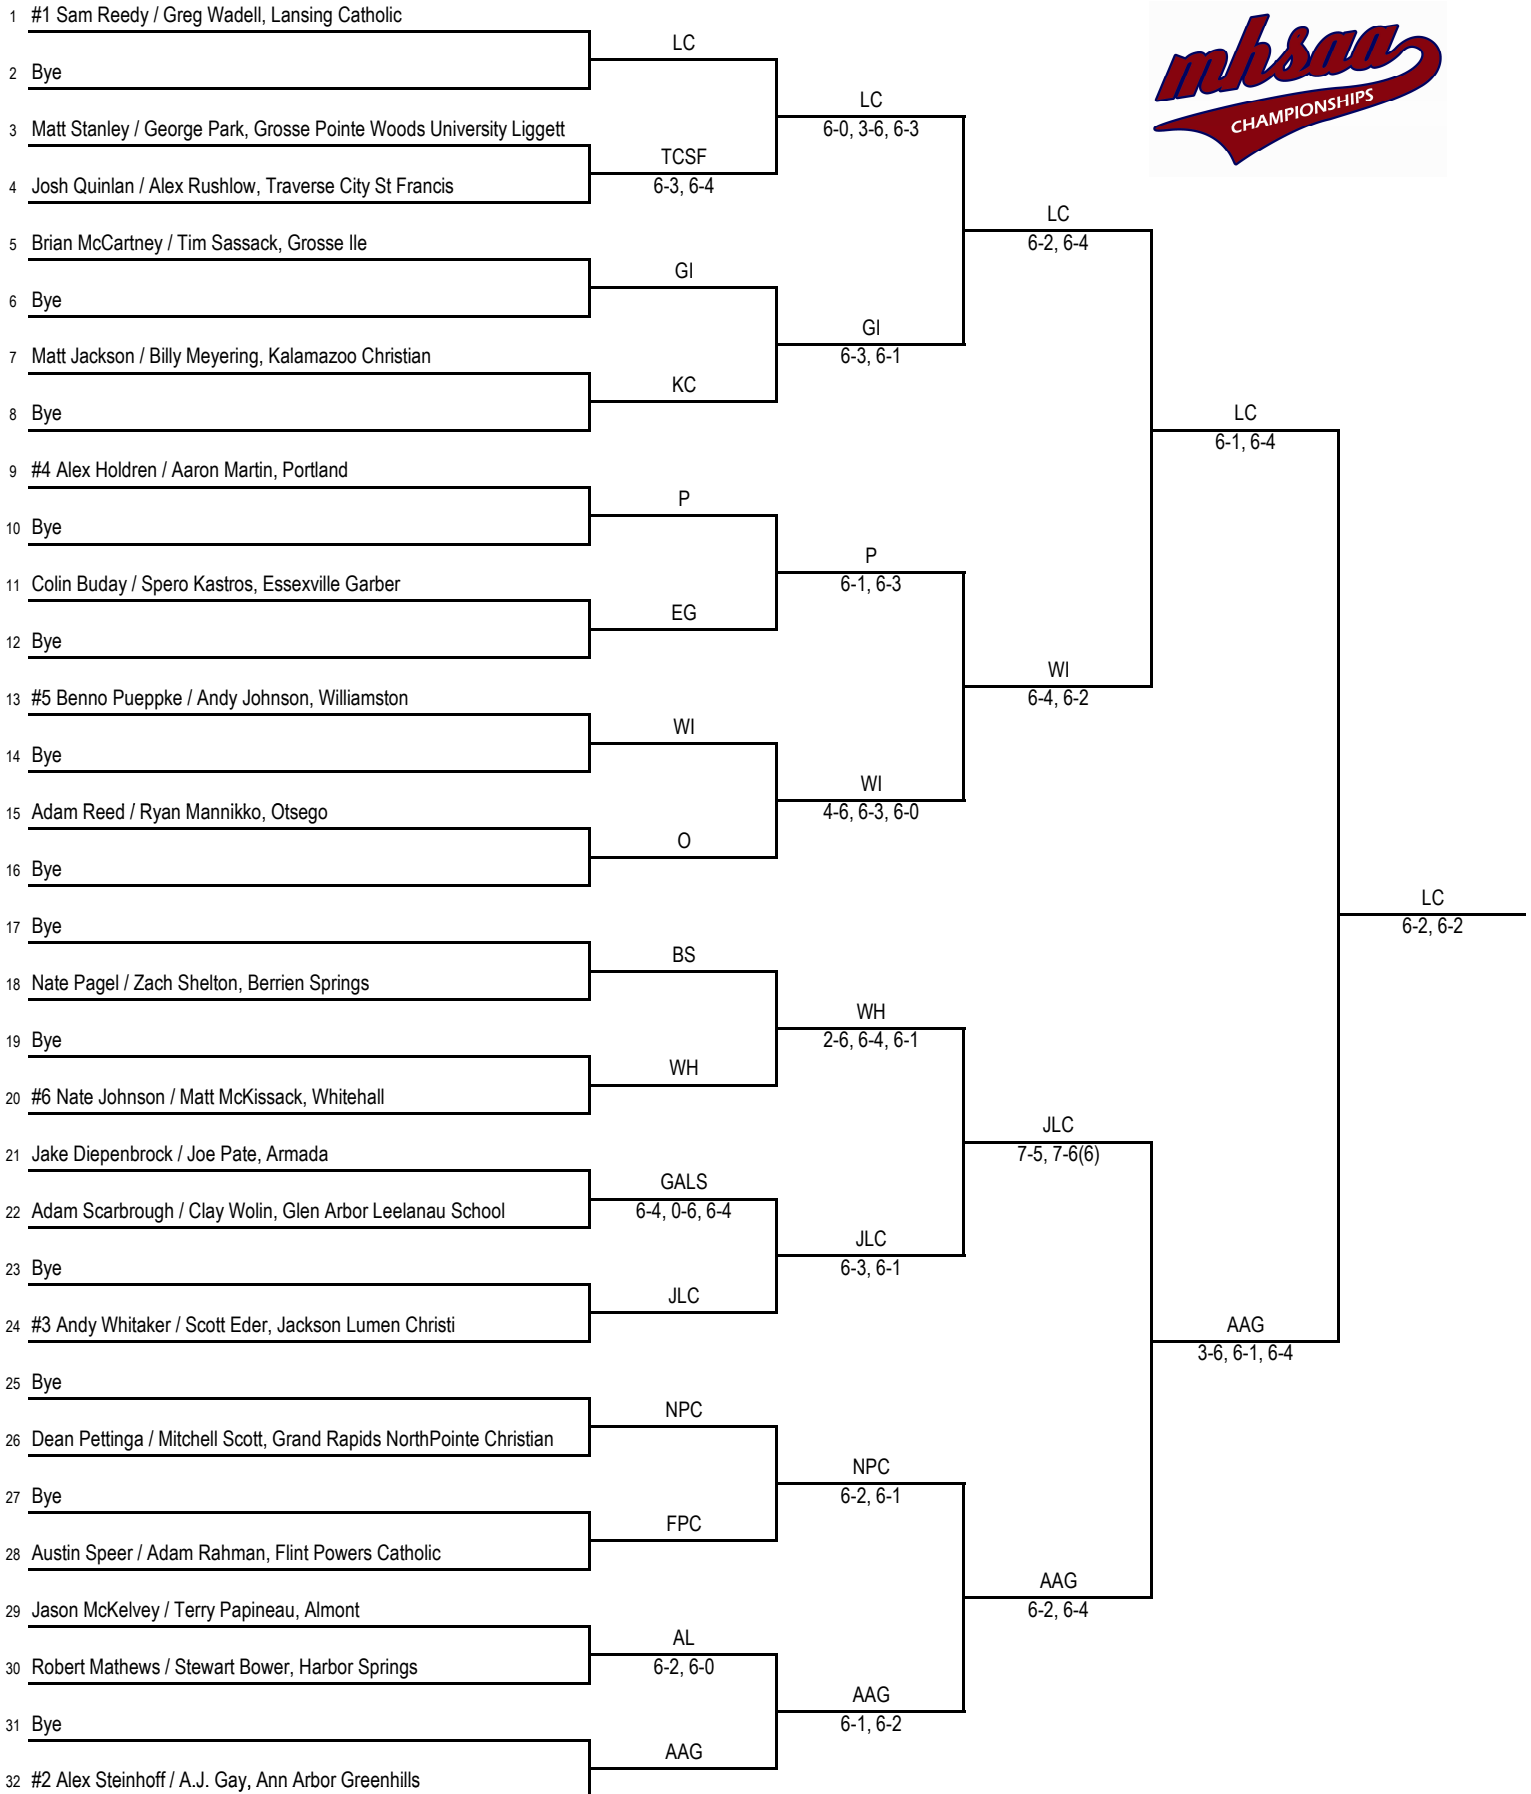 1 #1 Sam Reedy / Greg Wadell, Lansing Catholic
LC
2 Bye
LC
6-0, 3-6, 6-3
3 Matt Stanley / George Park, Grosse Pointe Woods University Liggett
TCSF
6-3, 6-4
4 Josh Quinlan / Alex Rushlow, Traverse City St Francis
LC
6-2, 6-4
5 Brian McCartney / Tim Sassack, Grosse Ile
GI
6 Bye
GI
6-3, 6-1
7 Matt Jackson / Billy Meyering, Kalamazoo Christian
KC
8 Bye
LC
6-1, 6-4
9 #4 Alex Holdren / Aaron Martin, Portland
P
10 Bye
P
6-1, 6-3
11 Colin Buday / Spero Kastros, Essexville Garber
EG
12 Bye
WI
6-4, 6-2
13 #5 Benno Pueppke / Andy Johnson, Williamston
WI
14 Bye
WI
4-6, 6-3, 6-0
15 Adam Reed / Ryan Mannikko, Otsego
O
16 Bye
LC
6-2, 6-2
17 Bye
BS
18 Nate Pagel / Zach Shelton, Berrien Springs
WH
2-6, 6-4, 6-1
19 Bye
WH
20 #6 Nate Johnson / Matt McKissack, Whitehall
JLC
7-5, 7-6(6)
21 Jake Diepenbrock / Joe Pate, Armada
GALS
6-4, 0-6, 6-4
22 Adam Scarbrough / Clay Wolin, Glen Arbor Leelanau School
JLC
6-3, 6-1
23 Bye
JLC
24 #3 Andy Whitaker / Scott Eder, Jackson Lumen Christi
AAG
3-6, 6-1, 6-4
25 Bye
NPC
26 Dean Pettinga / Mitchell Scott, Grand Rapids NorthPointe Christian
NPC
6-2, 6-1
27 Bye
FPC
28 Austin Speer / Adam Rahman, Flint Powers Catholic
AAG
6-2, 6-4
29 Jason McKelvey / Terry Papineau, Almont
AL
6-2, 6-0
30 Robert Mathews / Stewart Bower, Harbor Springs
AAG
6-1, 6-2
31 Bye
AAG
32 #2 Alex Steinhoff / A.J. Gay, Ann Arbor Greenhills
mhsaa
CHAMPIONSHIPS